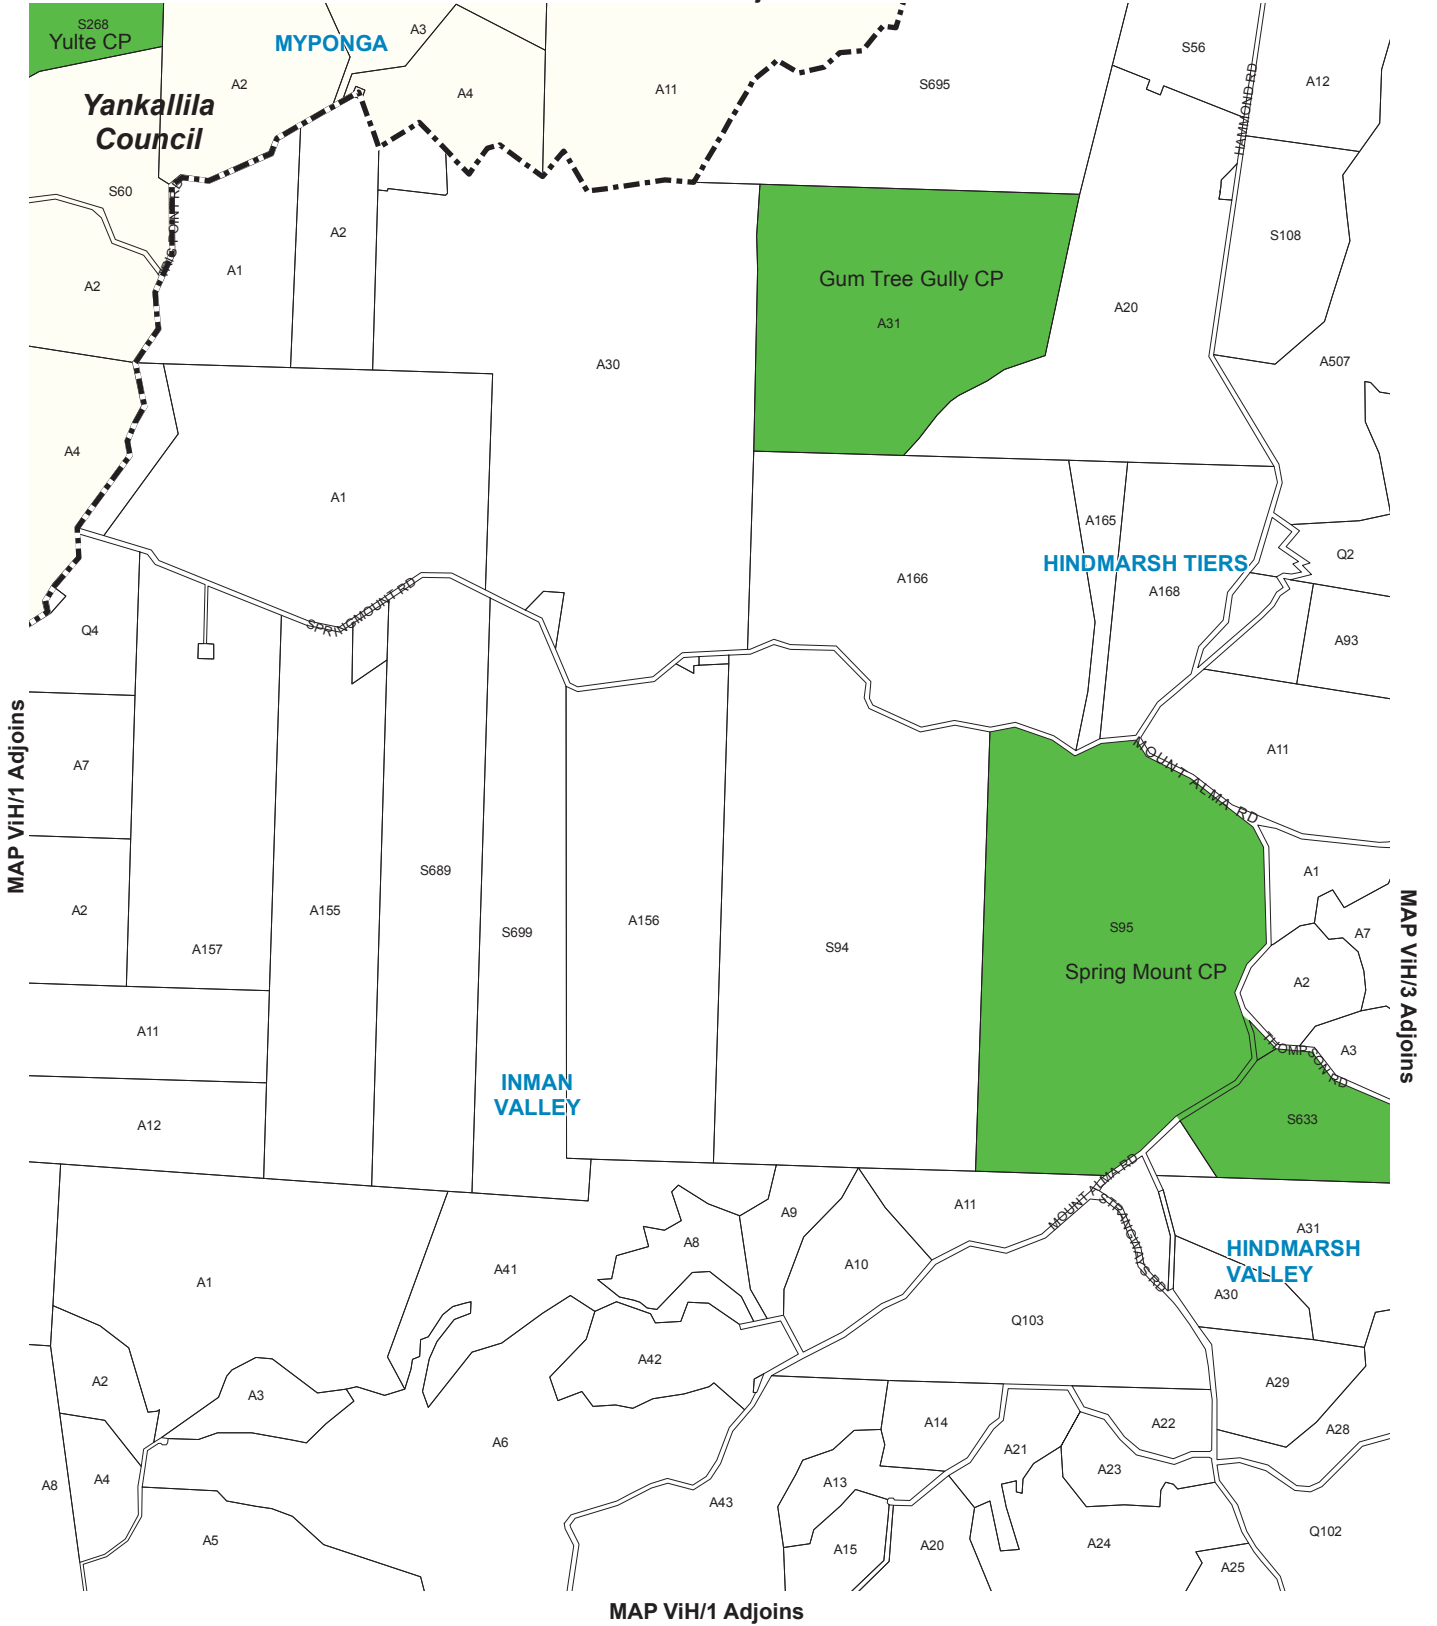 S268
Yulte CP
MYPONGA
A3
S56
A2
A4
A11
S695
A12
Yankallila
Council
HAMMOND RD
S60
A2
S108
A1
A2
Gum Tree Gully CP
A31
A20
A30
A507
A4
A1
A165
A166
HINDMARSH TIERS
A168
Q2
SPRINGMOUNT RD
Q4
A93
MAP ViH/1 Adjoins
A7
A11
MOUNT ALMA RD
S689
A1
A2
A155
A156
S699
A157
S94
S95
Spring Mount CP
A7
A2
MAP ViH/3 Adjoins
A11
A3
THOMPSON RD
INMAN
VALLEY
A12
S633
MOUNT ALMA RD
STRANGWAYS RD
A11
A9
A8
A10
A31
HINDMARSH
VALLEY
A41
A1
A30
Q103
A42
A2
A3
A29
A14
A22
A28
A6
A21
A23
A8
A4
A13
A43
A5
A15
A20
A24
Q102
A25
MAP ViH/1 Adjoins